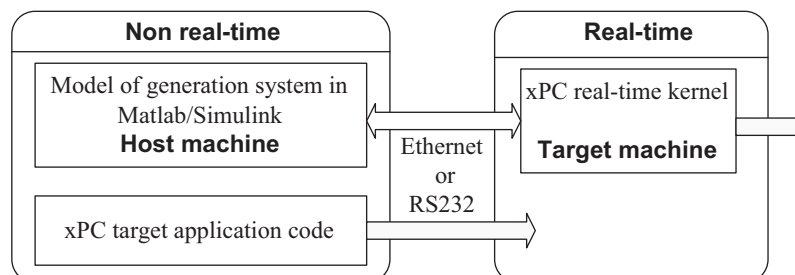 Non real-time
Real-time
Model of generation system in
Matlab/Simulink
Host machine
xPC real-time kernel
Target machine
Ethernet
or
RS232
xPC target application code